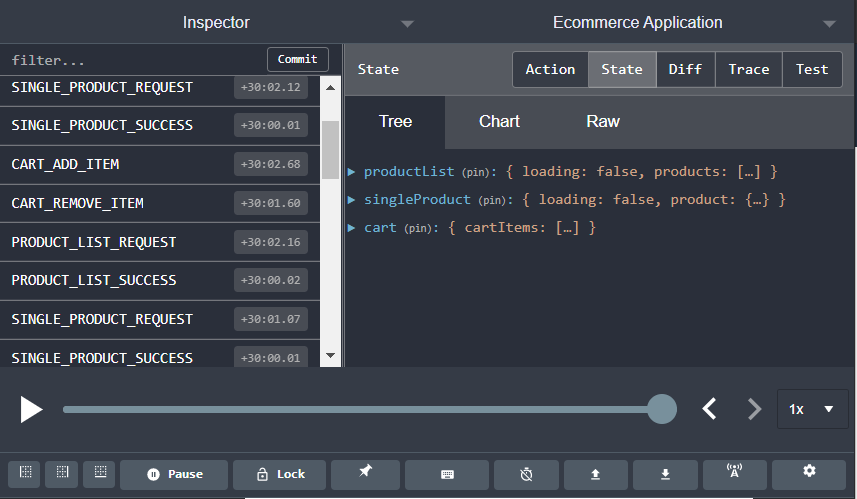 Inspector
Ecommerce Application
filter...
Commit
SINGLE_PRODUCT_REQUEST +30:02.12
SINGLE_PRODUCT_SUCCESS +30:00.01
CART_ADD_ITEM +30:02.68
CART_REMOVE_ITEM +30:01.60
PRODUCT_LIST_REQUEST +30:02.16
PRODUCT_LIST_SUCCESS +30:00.02
SINGLE_PRODUCT_REQUEST +30:01.07
SINGLE_PRODUCT_SUCCESS +30:00.01
State
Action State Diff Trace Test
Tree Chart Raw
productList (pin): { loading: false, products: […] }
singleProduct (pin): { loading: false, product: {…} }
cart (pin): { cartItems: […] }
1x
Pause
Lock